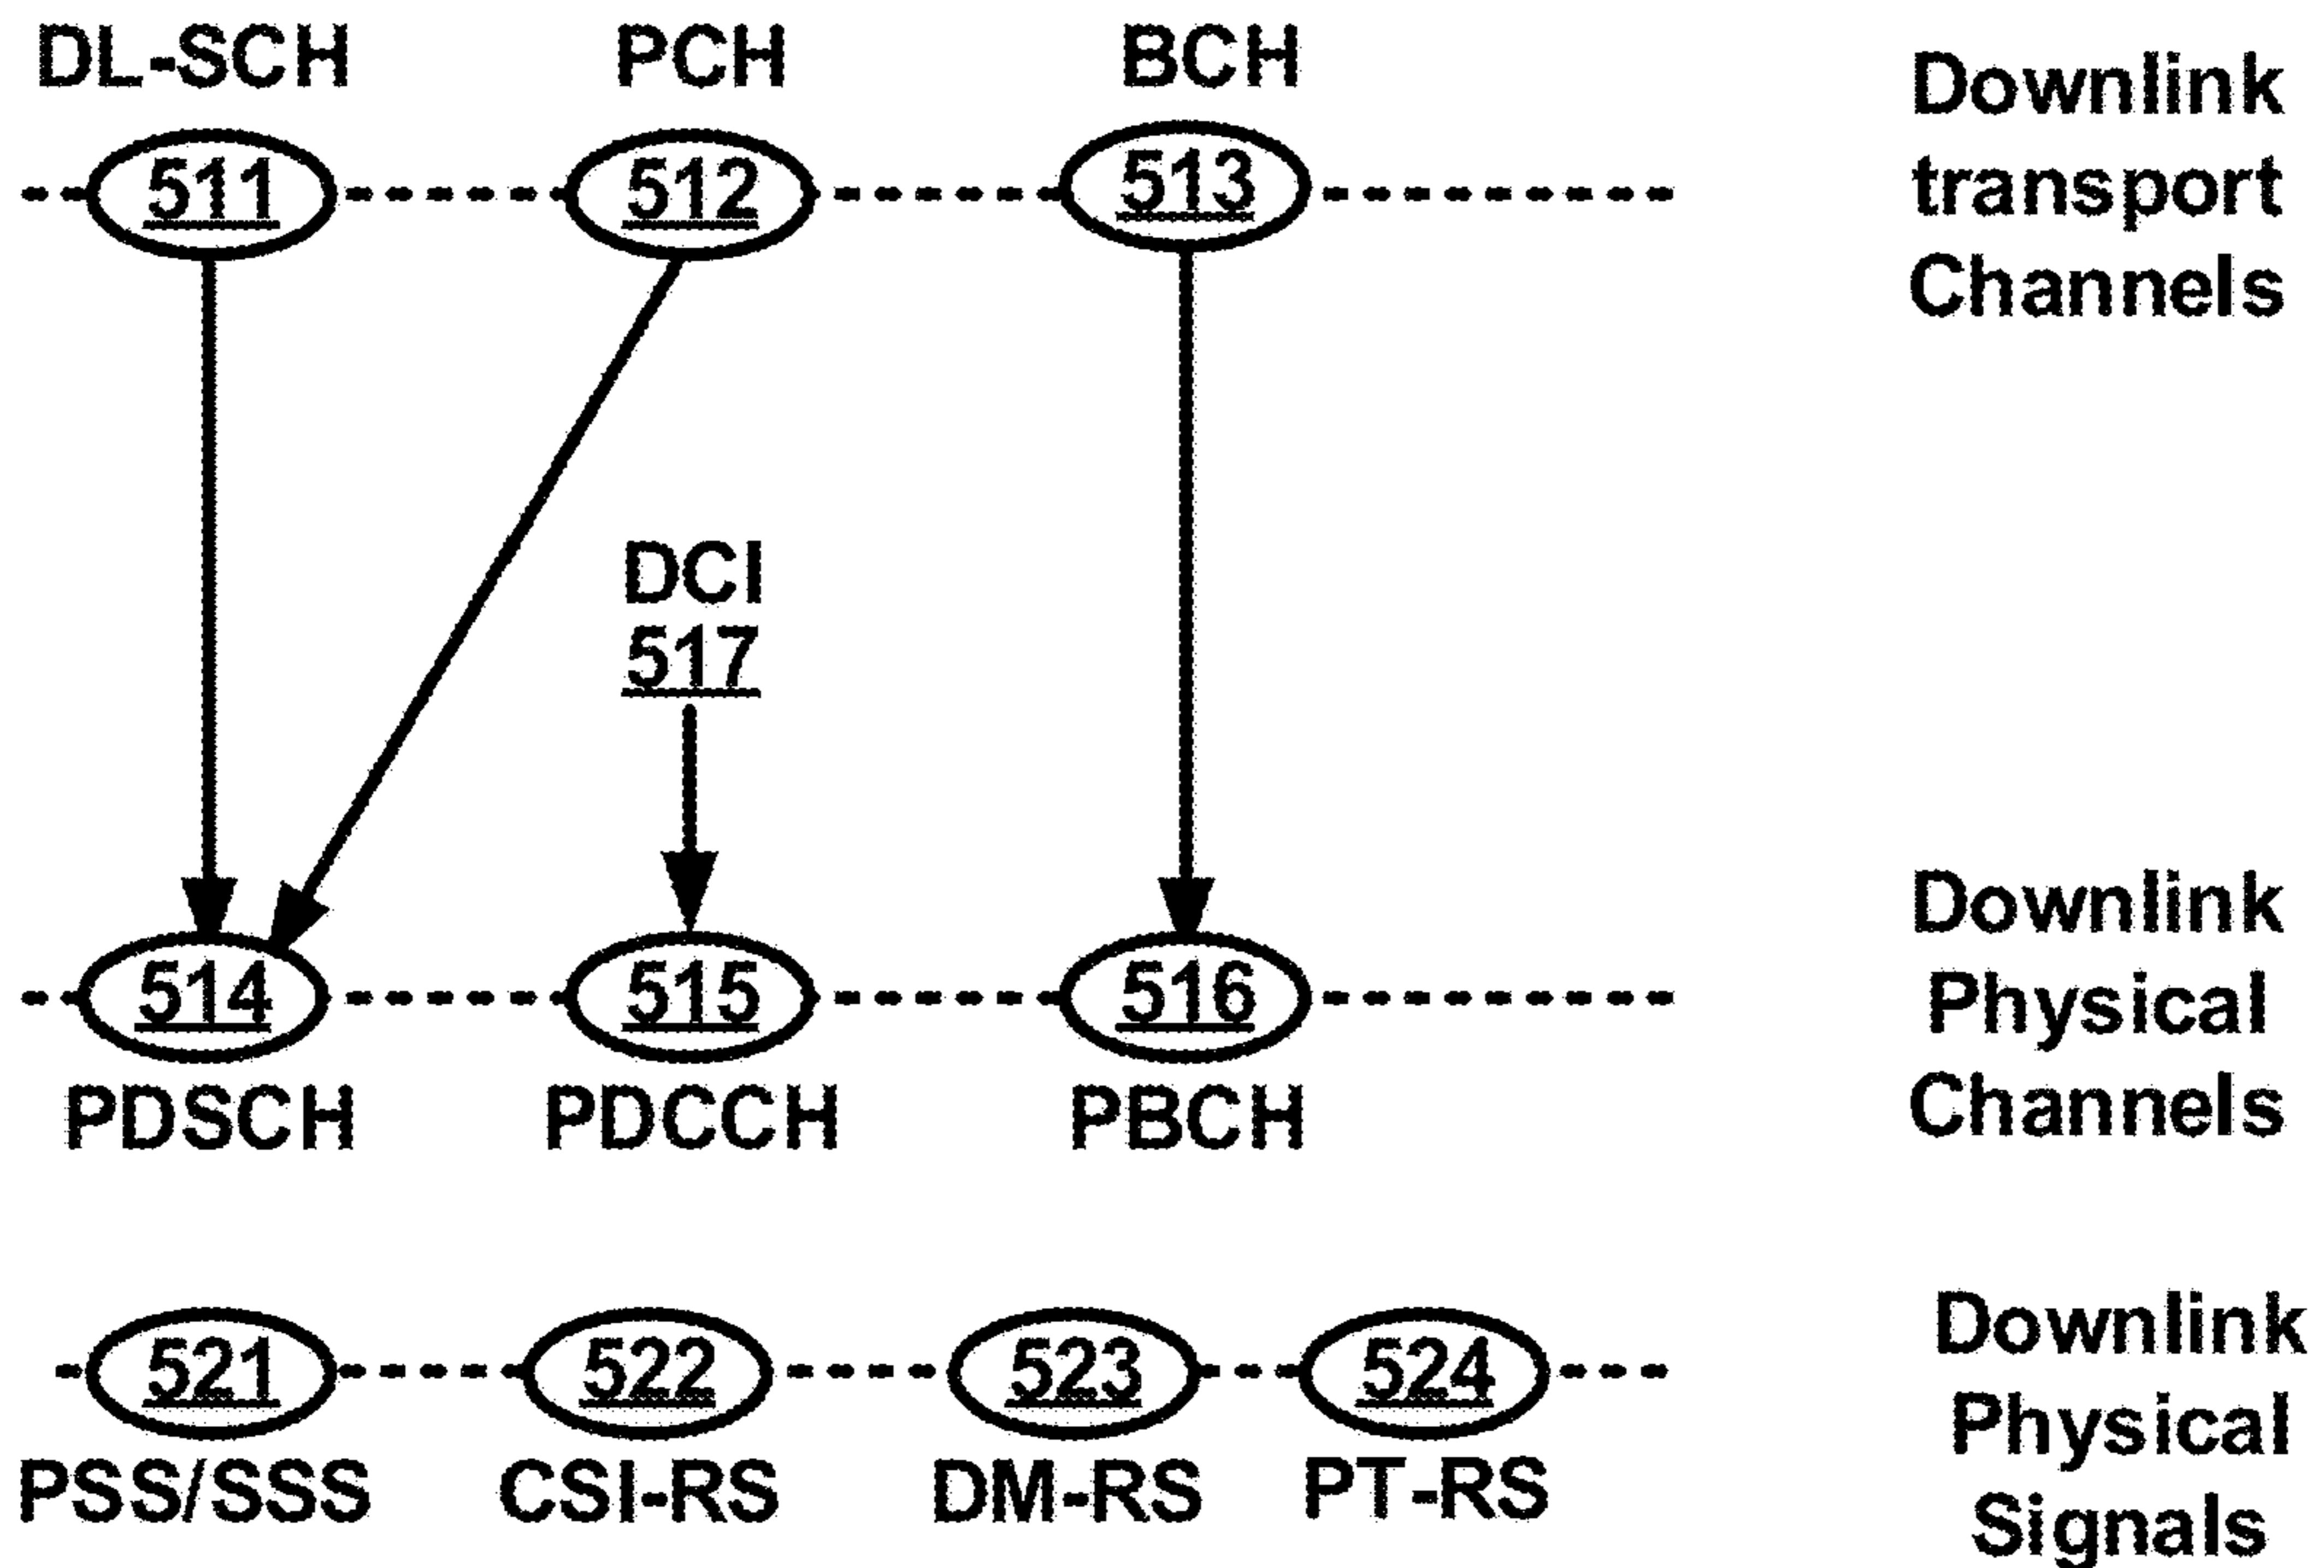 DL-SCH
PCH
BCH
Downlink
transport
Channels
511
512
513
DCI
517
Downlink
Physical
Channels
514
515
516
PDSCH
PDCCH
PBCH
Downlink
Physical
Signals
521
522
523
524
PSS/SSS
CSI-RS
DM-RS
PT-RS